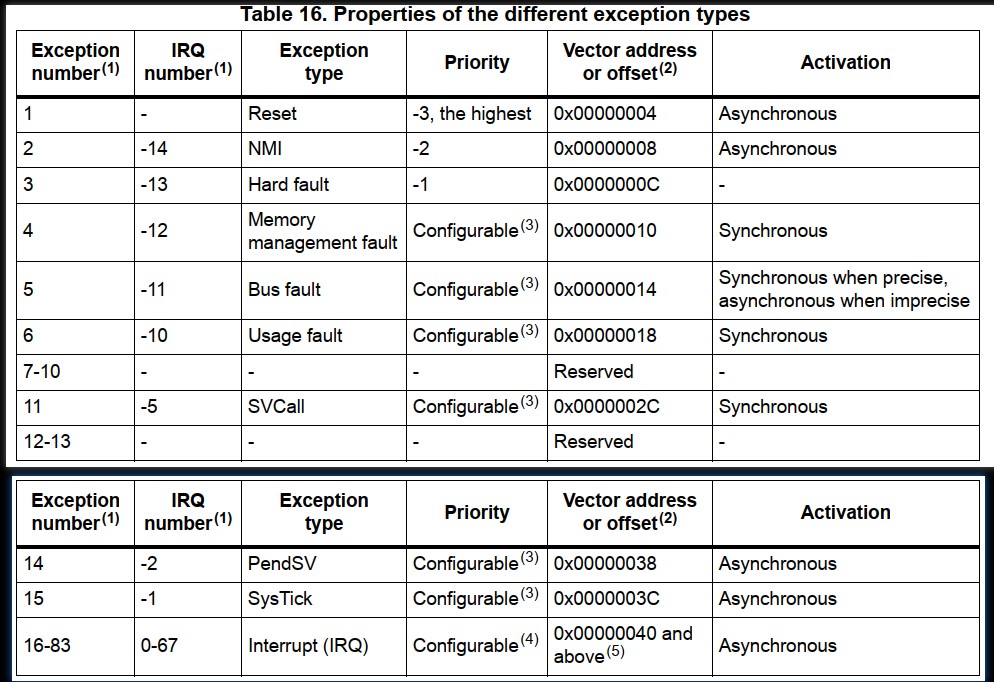 Table 16. Properties of the different exception types
Exception number(1) IRQ number(1) Exception type Priority Vector address or offset(2) Activation
1 - Reset -3, the highest 0x00000004 Asynchronous
2 -14 NMI -2 0x00000008 Asynchronous
3 -13 Hard fault -1 0x0000000C -
4 -12 Memory management fault Configurable(3) 0x00000010 Synchronous
5 -11 Bus fault Configurable(3) 0x00000014 Synchronous when precise, asynchronous when imprecise
6 -10 Usage fault Configurable(3) 0x00000018 Synchronous
7-10 - - - Reserved -
11 -5 SVCall Configurable(3) 0x0000002C Synchronous
12-13 - - - Reserved -
Exception number(1) IRQ number(1) Exception type Priority Vector address or offset(2) Activation
14 -2 PendSV Configurable(3) 0x00000038 Asynchronous
15 -1 SysTick Configurable(3) 0x0000003C Asynchronous
16-83 0-67 Interrupt (IRQ) Configurable(4) 0x00000040 and above(5) Asynchronous